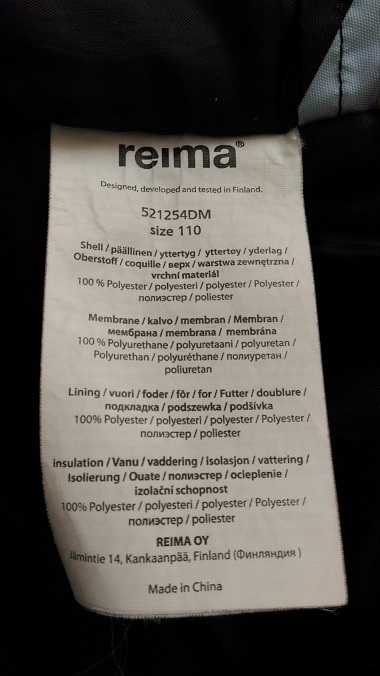 reima®
Designed, developed and tested in Finland.
521254DM
size 110
Shell / päällinen / yttertyg / yttertøy / yderlag /
Oberstoff / coquille / верх / warstwa zewnętrzna /
vrchní materiál
100 % Polyester / polyesteri / polyester / Polyester /
полиэстер / poliester
Membrane / kalvo / membran / Membran /
мембрана / membrana / membrána
100 % Polyurethane / polyuretaani / polyuretan /
Polyurethan / polyuréthane / полиуретан /
poliuretan
Lining / vuori / foder / fôr / for / Futter / doublure /
подкладка / podszewka / podšívka
100% Polyester / polyesteri / polyester / Polyester /
полиэстер / poliester
insulation / Vanu / vaddering / isolasjon / vattering /
Isolierung / Ouate / полиэстер / ocieplenie /
izolační schopnost
100% Polyester / polyesteri / polyester / Polyester /
полиэстер / poliester
REIMA OY
Jämintie 14, Kankaanpää, Finland (Финляндия )
Made in China